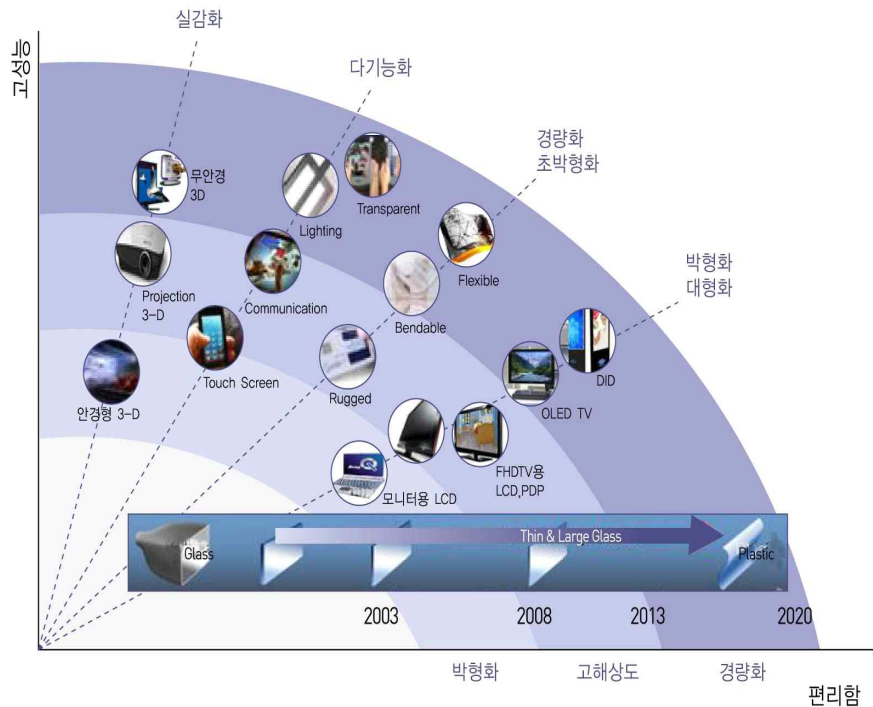 고성능
실감화
다기능화
경량화
초박형화
박형화
대형화
무안경
3D
Lighting
Transparent
Projection
3-D
Communication
Flexible
Bendable
안경형 3-D
Touch Screen
Rugged
DID
OLED TV
모니터용 LCD
FHDTV용
LCD,PDP
Glass
Thin & Large Glass
Plastic
2003
2008
2013
2020
박형화
고해상도
경량화
편리함